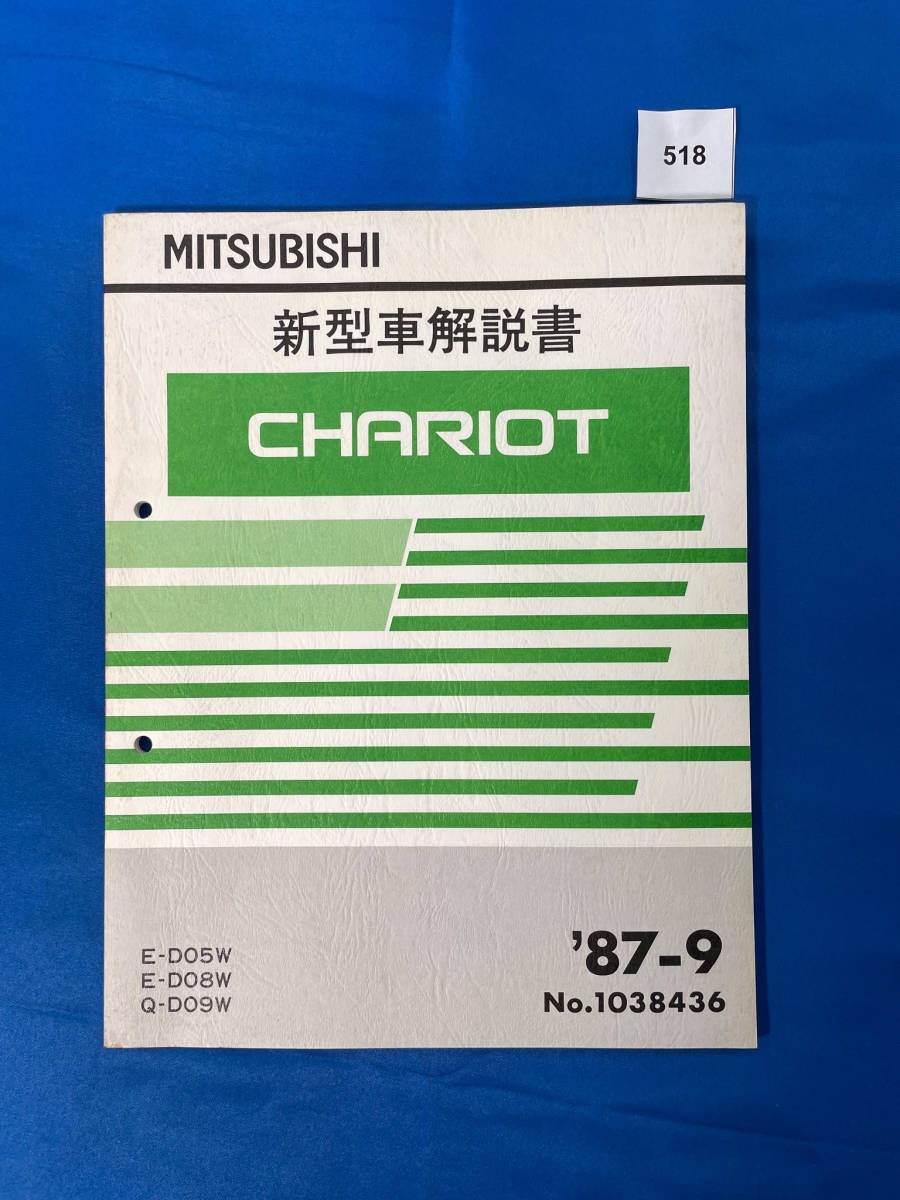 518
MITSUBISHI
新型車解説書
CHARIOT
E-D05W
E-D08W
Q-D09W
'87-9
No.1038436